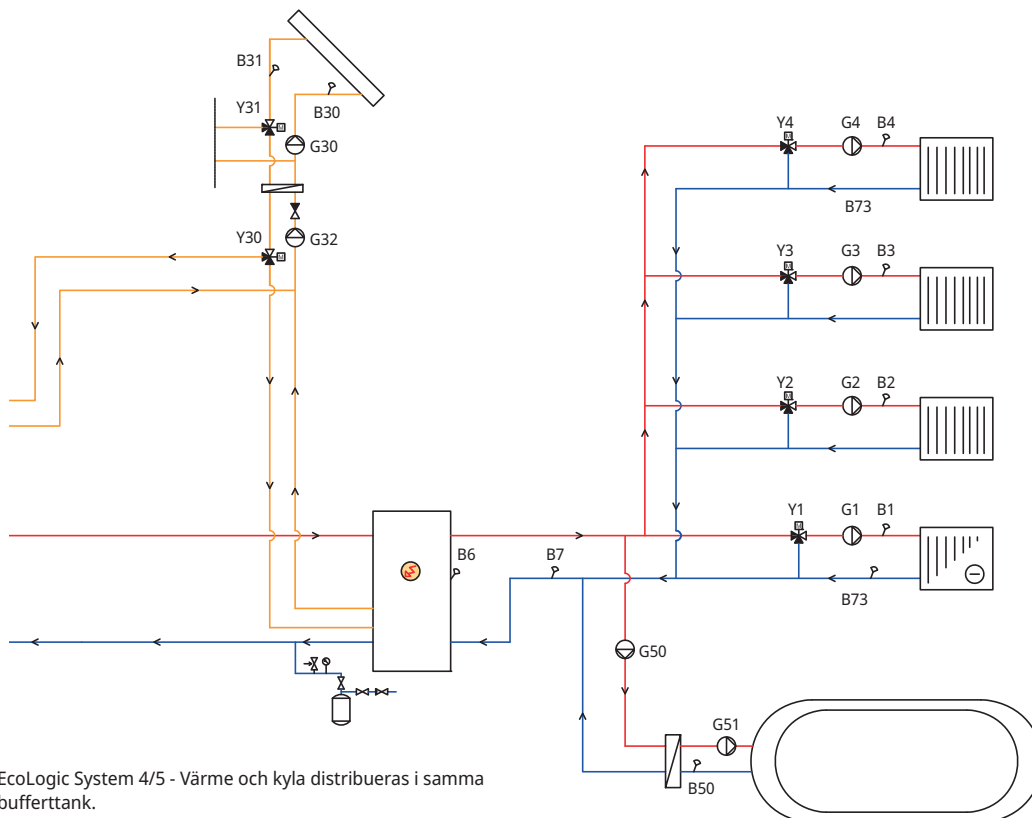 B31
B30
Y31
G30
Y30
G32
Y4 G4 B4
B73
Y3 G3 B3
Y2 G2 B2
Y1 G1 B1
B6
B7
B73
G50
G51
B50
EcoLogic System 4/5 - Värme och kyla distribueras i samma
bufferttank.